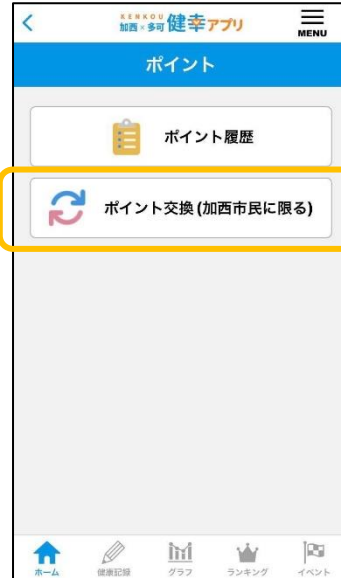 KENKOU
加西×多可 健幸アプリ
MENU
ポイント
ポイント履歴
ポイント交換(加西市民に限る)
ホーム 健康記録 グラフ ランキング イベント